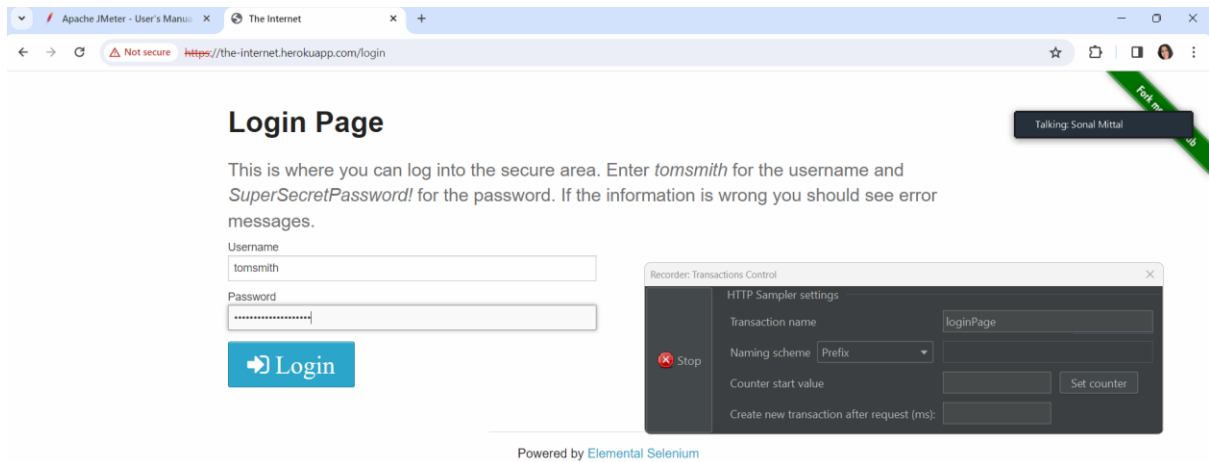 Apache JMeter - User's Manua
The Internet
Not secure https://the-internet.herokuapp.com/login
Fork m
ub
Talking: Sonal Mittal
Login Page
This is where you can log into the secure area. Enter tomsmith for the username and
SuperSecretPassword! for the password. If the information is wrong you should see error
messages.
Username
tomsmith
Password
Login
Recorder: Transactions Control
HTTP Sampler settings
Transaction name loginPage
Stop
Naming scheme Prefix
Counter start value Set counter
Create new transaction after request (ms):
Powered by Elemental Selenium